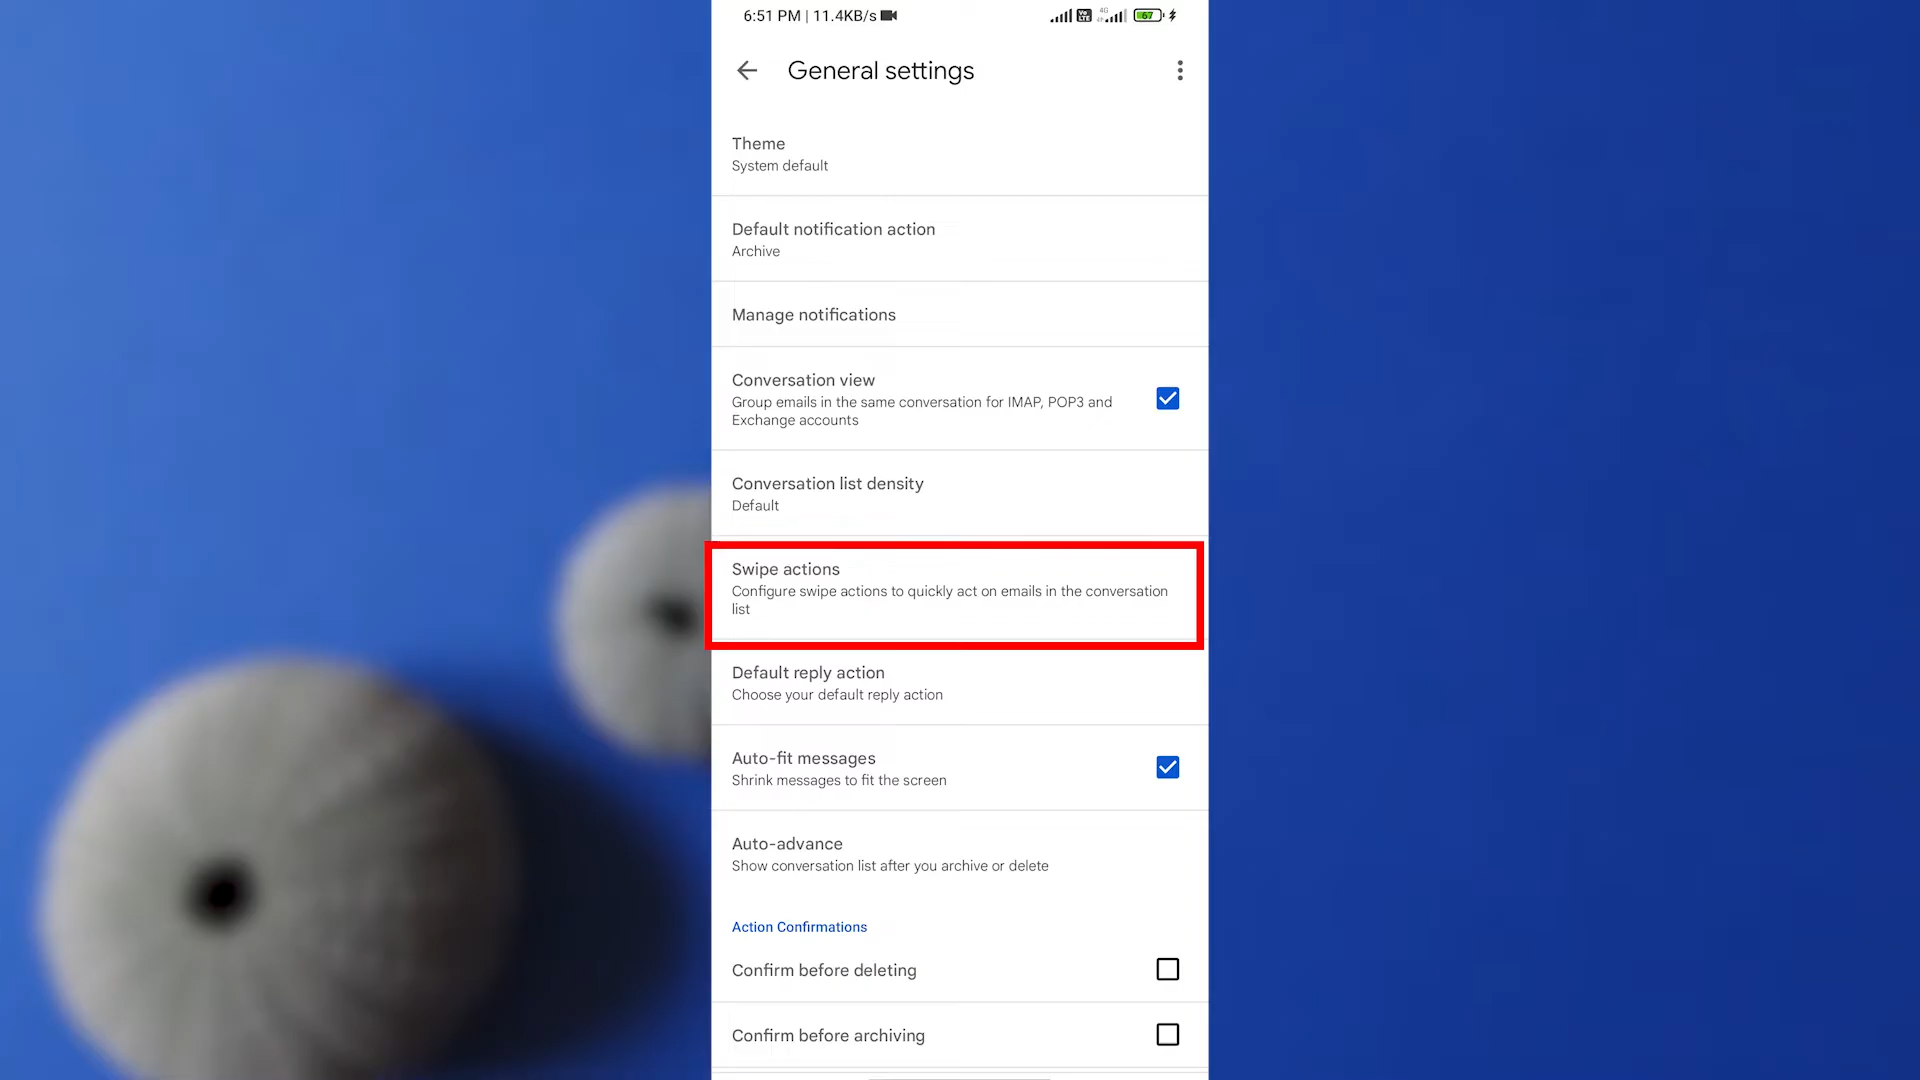 6:51 PM | 11.4KB/s
Vo
LTE
4G
67
General settings
Theme
System default
Default notification action
Archive
Manage notifications
Conversation view
Group emails in the same conversation for IMAP, POP3 and
Exchange accounts
Conversation list density
Default
Swipe actions
Configure swipe actions to quickly act on emails in the conversation
list
Default reply action
Choose your default reply action
Auto-fit messages
Shrink messages to fit the screen
Auto-advance
Show conversation list after you archive or delete
Action Confirmations
Confirm before deleting
Confirm before archiving